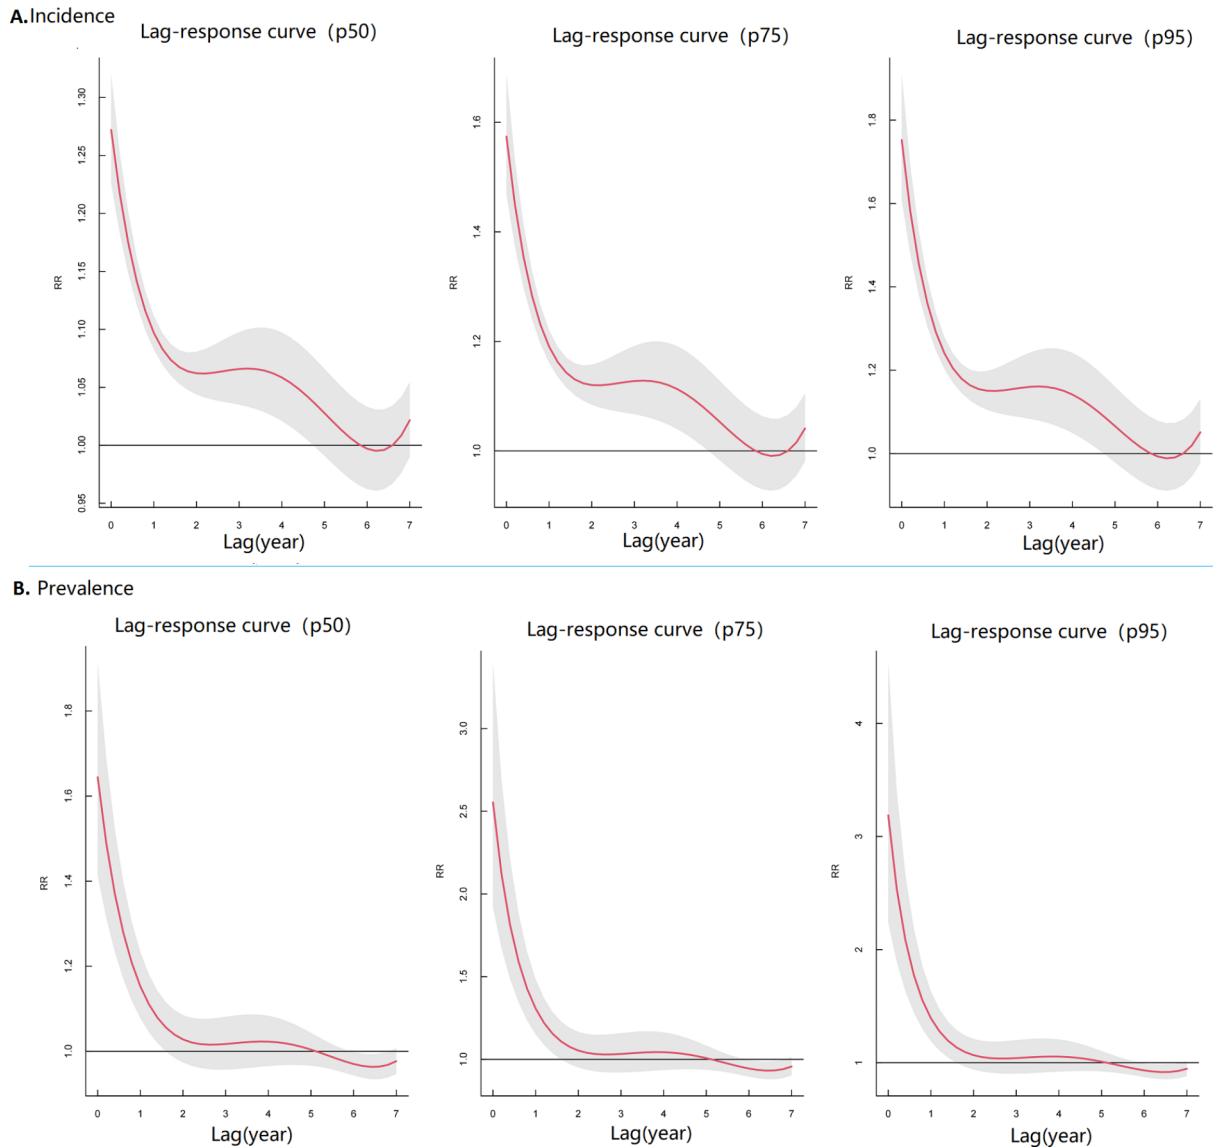 A. Incidence
Lag-response curve（p50）
Lag-response curve（p75）
Lag-response curve（p95）
RR
0.95 1.00 1.05 1.10 1.15 1.20 1.25 1.30
0 1 2 3 4 5 6 7
Lag(year)
RR
1.0 1.2 1.4 1.6
0 1 2 3 4 5 6 7
Lag(year)
RR
1.0 1.2 1.4 1.6 1.8
0 1 2 3 4 5 6 7
Lag(year)
B. Prevalence
Lag-response curve（p50）
Lag-response curve（p75）
Lag-response curve（p95）
RR
1.0 1.2 1.4 1.6 1.8
0 1 2 3 4 5 6 7
Lag(year)
RR
1.0 1.5 2.0 2.5 3.0
0 1 2 3 4 5 6 7
Lag(year)
RR
1 2 3 4
0 1 2 3 4 5 6 7
Lag(year)